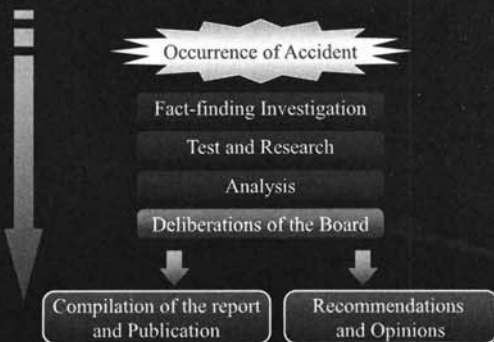 Occurrence of Accident
Fact-finding Investigation
Test and Research
Analysis
Deliberations of the Board
Compilation of the report
and Publication
Recommendations
and Opinions